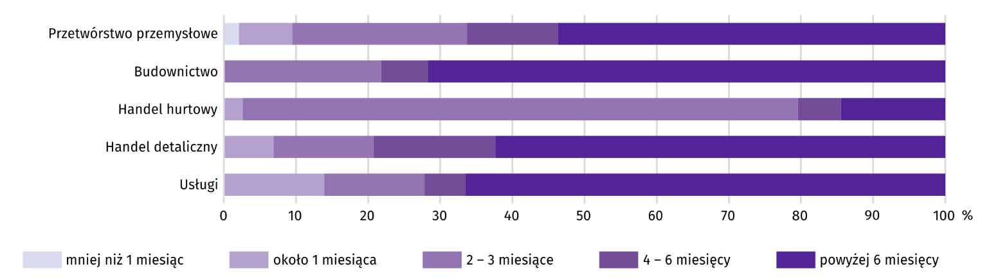 Przetwórstwo przemysłowe
Budownictwo
Handel hurtowy
Handel detaliczny
Usługi
0 10 20 30 40 50 60 70 80 90 100 %
mniej niż 1 miesiąc około 1 miesiąca 2 – 3 miesiące 4 – 6 miesięcy powyżej 6 miesięcy